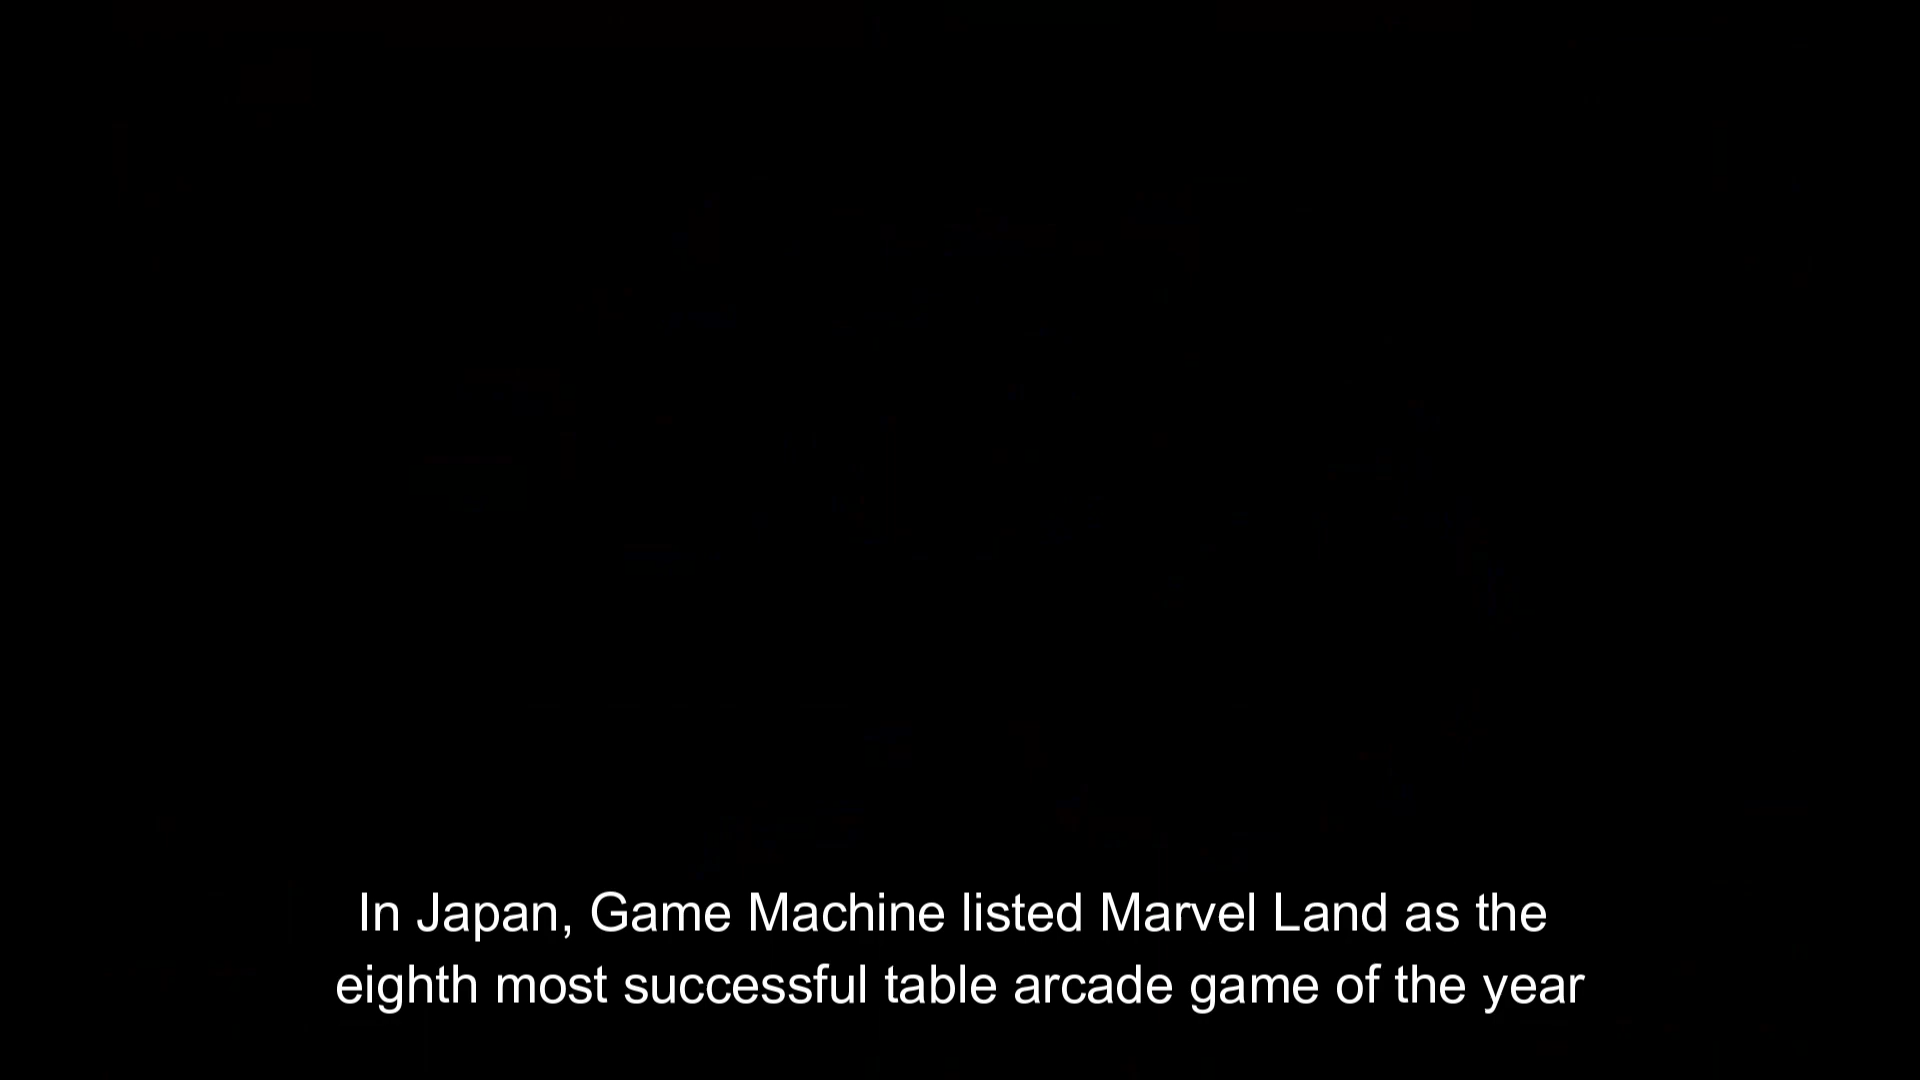 In Japan, Game Machine listed Marvel Land as the
eighth most successful table arcade game of the year